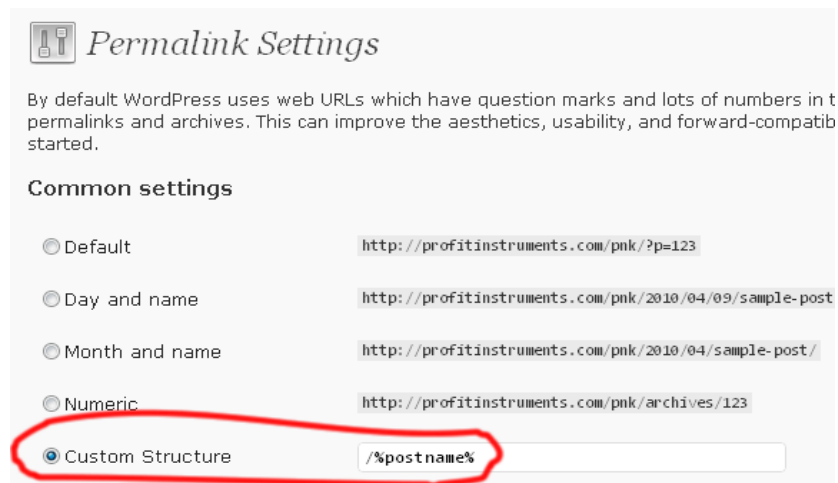 Permalink Settings
By default WordPress uses web URLs which have question marks and lots of numbers in
permalinks and archives. This can improve the aesthetics, usability, and
started.
Common settings
Default http://profitinstruments.com/pnk/?p=123
Day and name http://profitinstruments.com/pnk/2010/04/09/sample-post
Month and name http://profitinstruments.com/pnk/2010/04/sample-post/
Numeric http://profitinstruments.com/pnk/archives/123
Custom Structure /%postname%